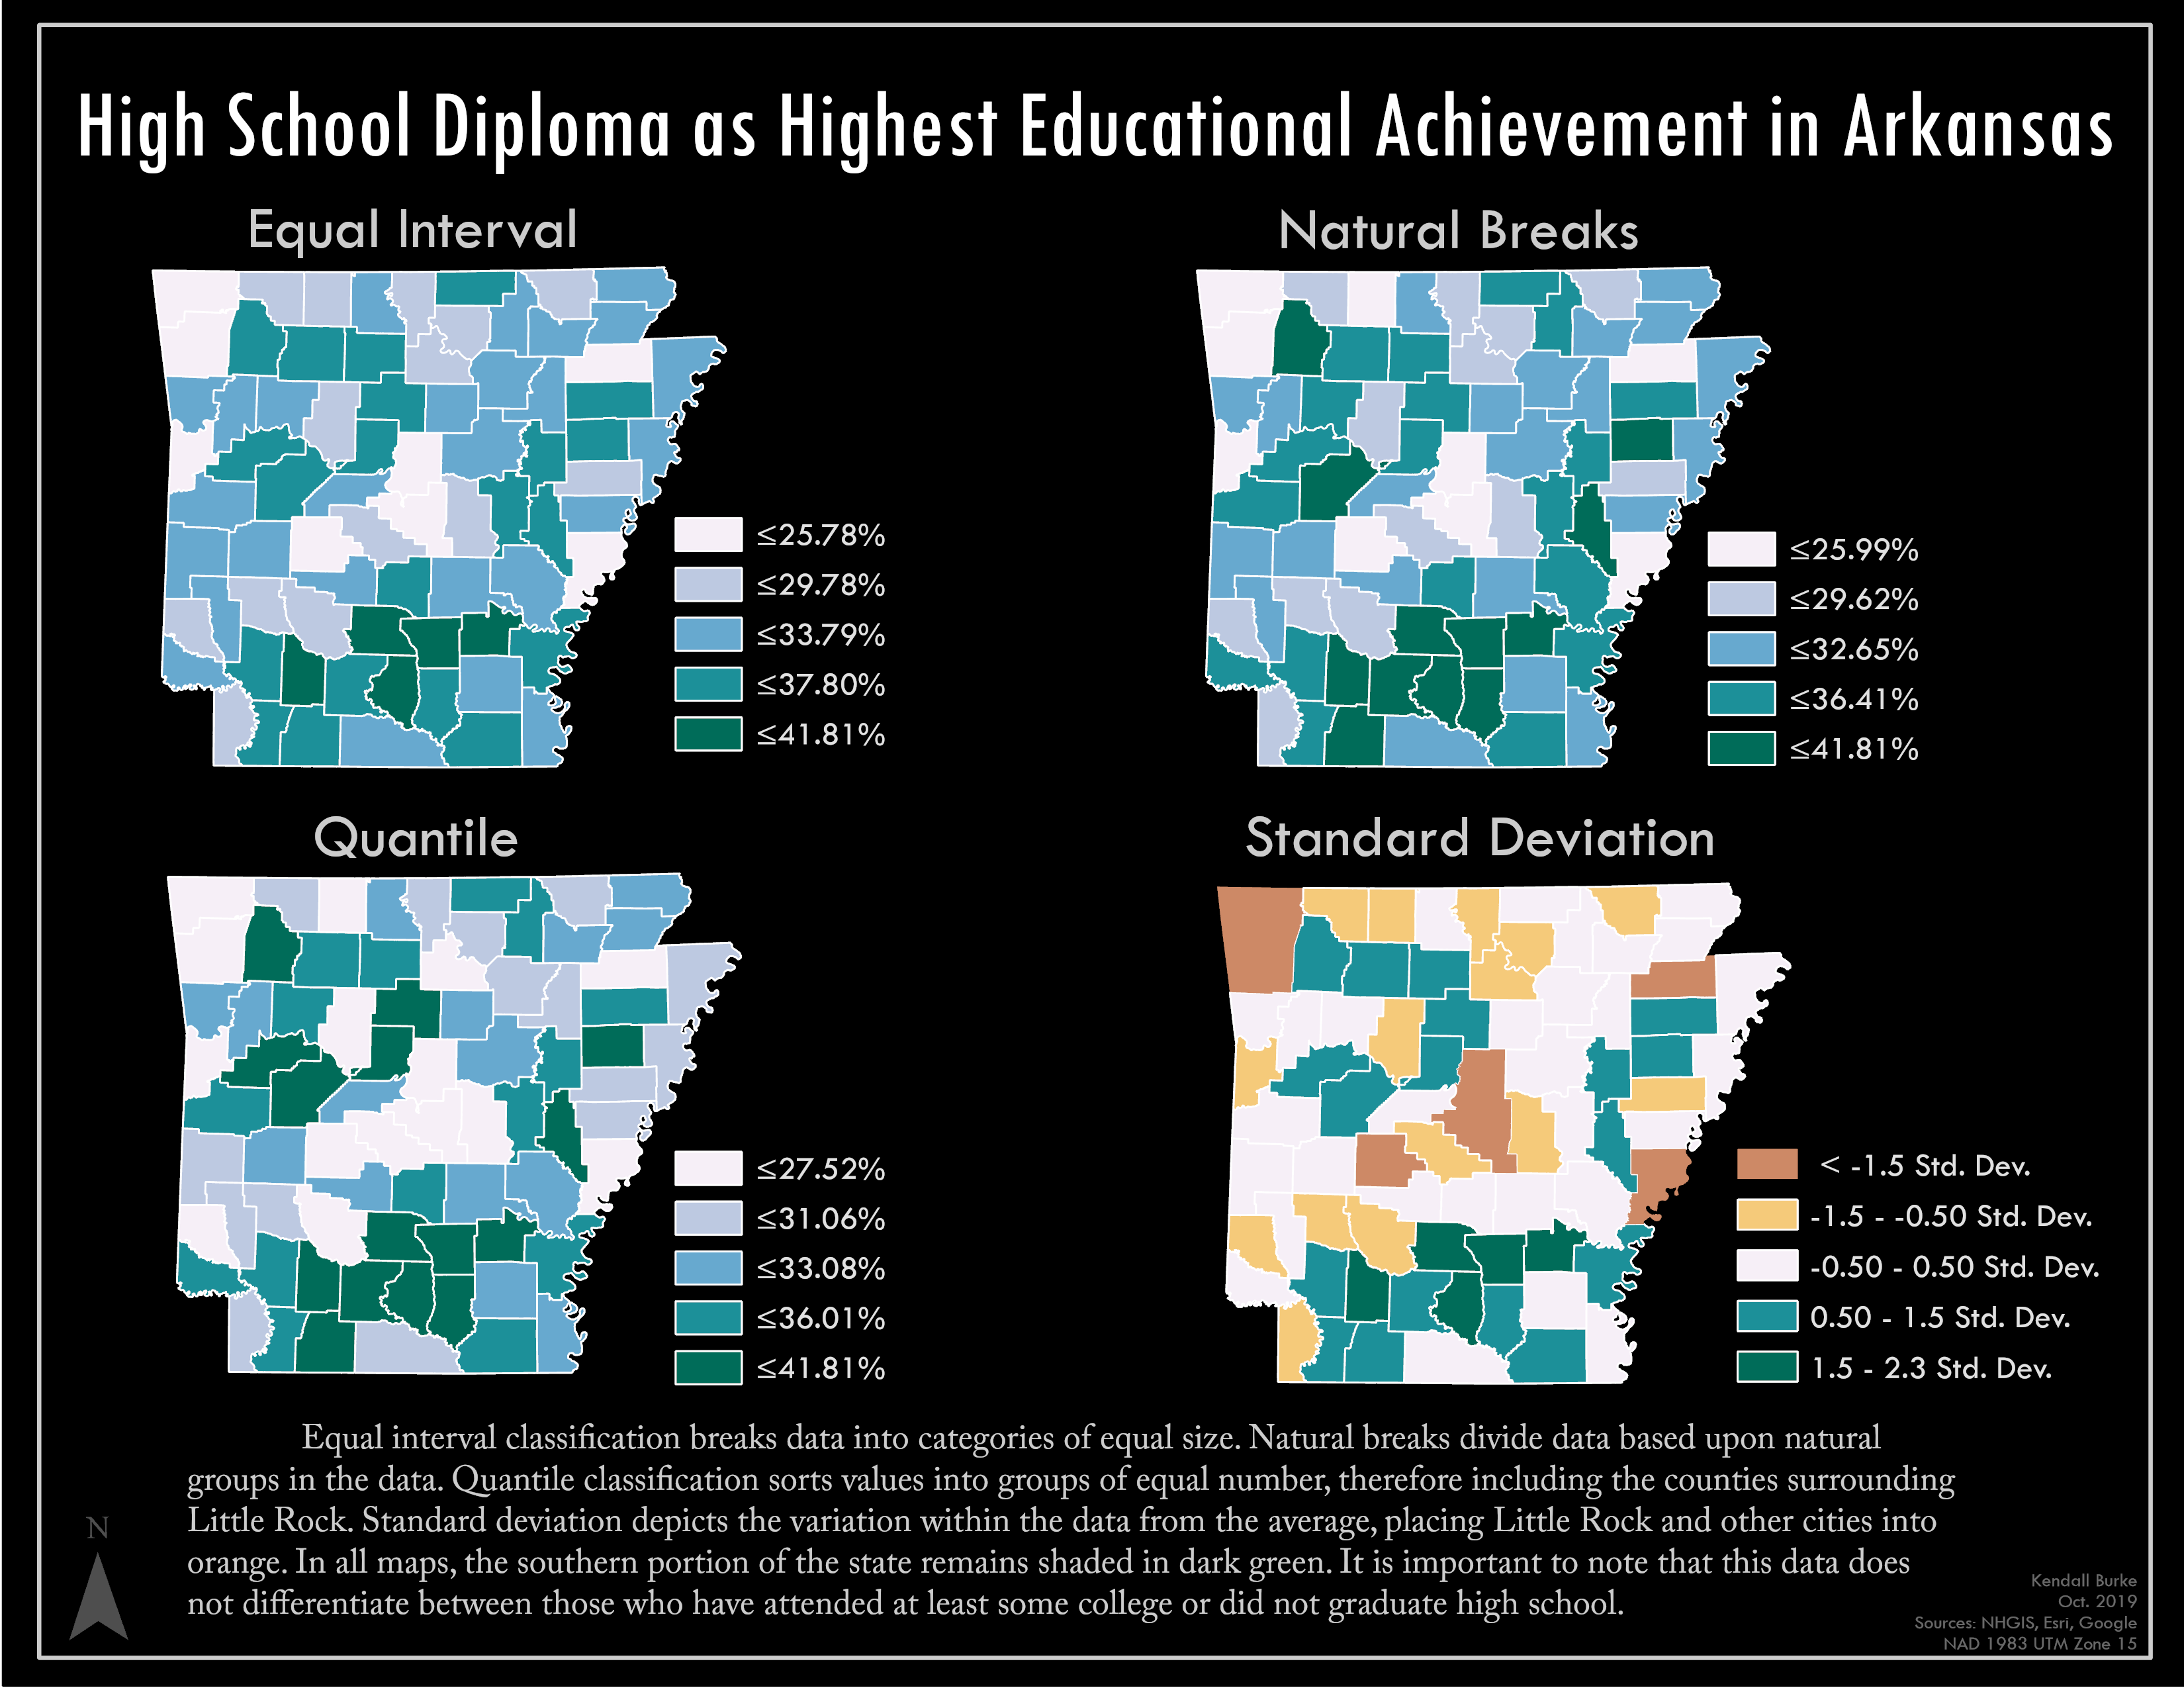 High School Diploma as Highest Educational Achievement in Arkansas
Equal Interval
≤25.78%
≤29.78%
≤33.79%
≤37.80%
≤41.81%
Natural Breaks
≤25.99%
≤29.62%
≤32.65%
≤36.41%
≤41.81%
Quantile
≤27.52%
≤31.06%
≤33.08%
≤36.01%
≤41.81%
Standard Deviation
< -1.5 Std. Dev.
-1.5 - -0.50 Std. Dev.
-0.50 - 0.50 Std. Dev.
0.50 - 1.5 Std. Dev.
1.5 - 2.3 Std. Dev.
Equal interval classification breaks data into categories of equal size. Natural breaks divide data based upon natural
groups in the data. Quantile classification sorts values into groups of equal number, therefore including the counties surrounding
Little Rock. Standard deviation depicts the variation within the data from the average, placing Little Rock and other cities into
orange. In all maps, the southern portion of the state remains shaded in dark green. It is important to note that this data does
not differentiate between those who have attended at least some college or did not graduate high school.
N
Kendall Burke
Oct. 2019
Sources: NHGIS, Esri, Google
NAD 1983 UTM Zone 15